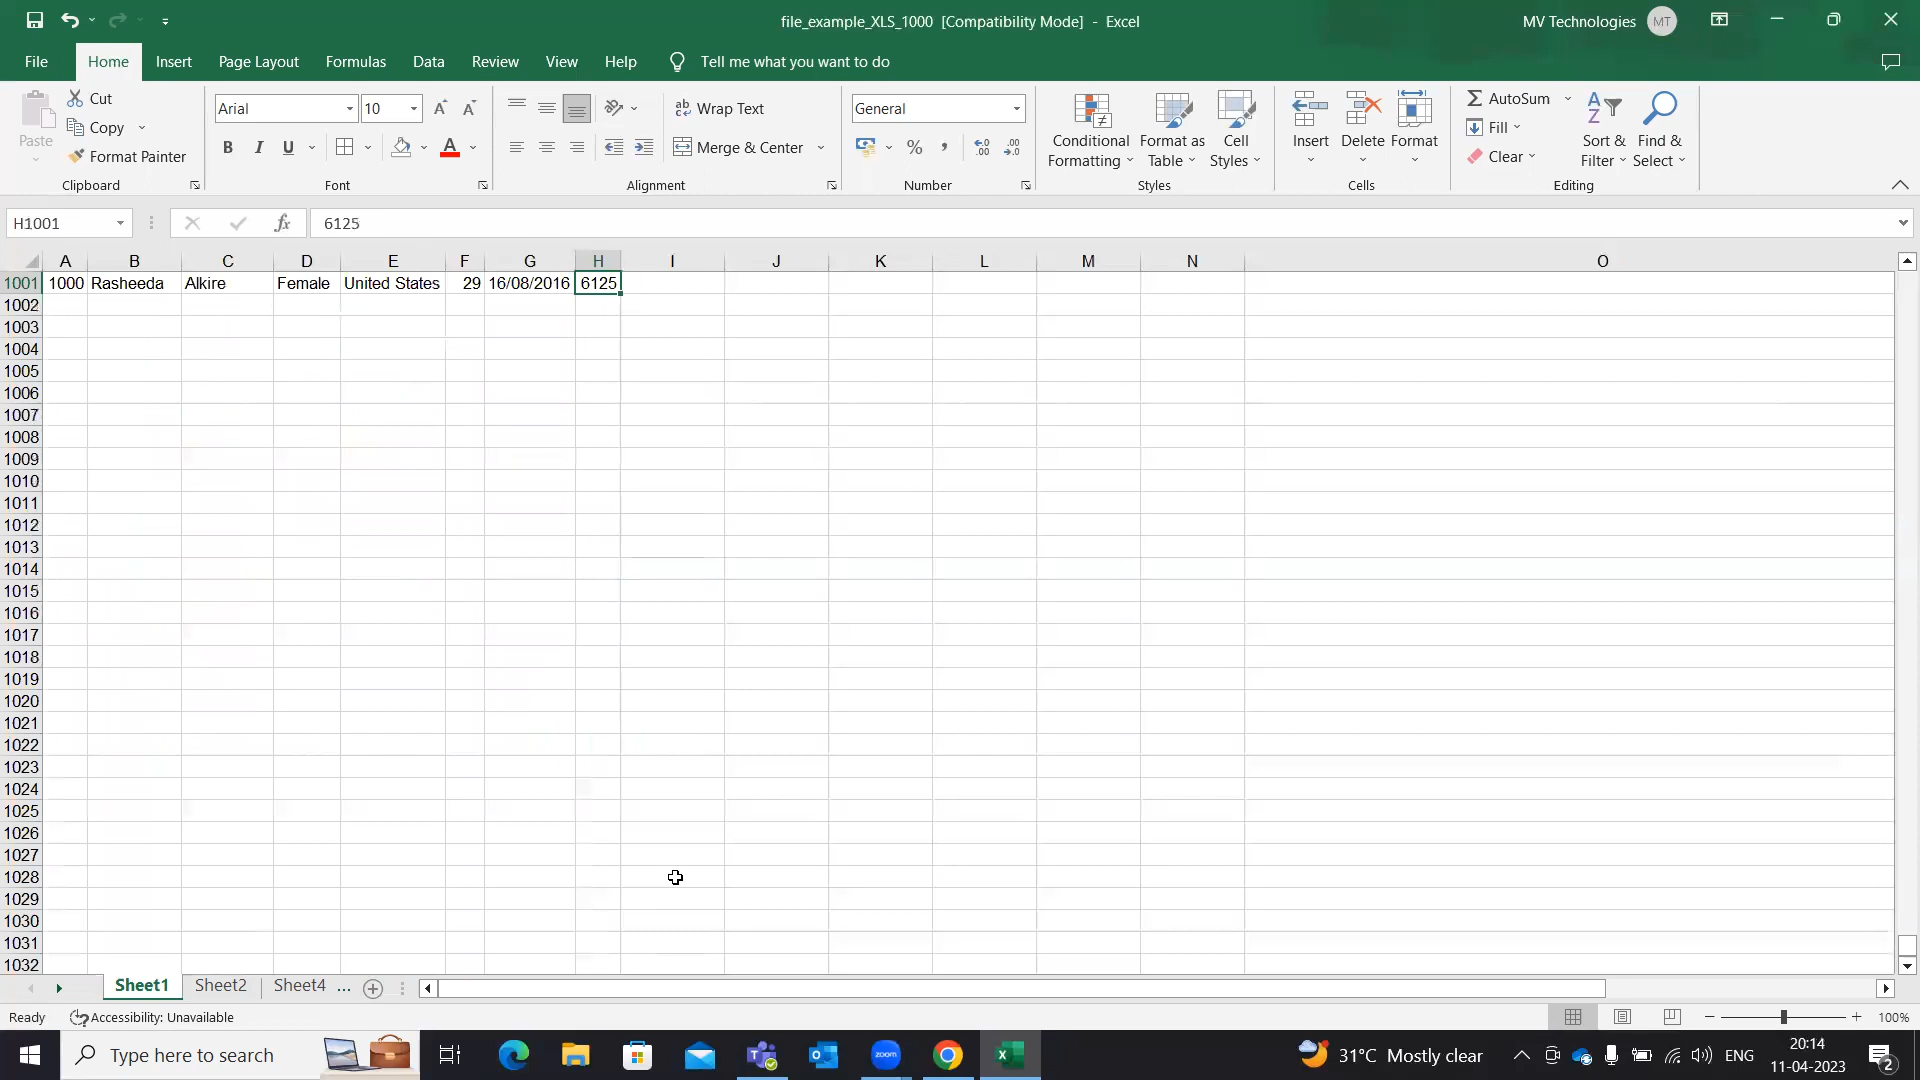 file_example_XLS_1000 [Compatibility Mode] - Excel
MV Technologies
MT
File
Home
Insert
Page Layout
Formulas
Data
Review
View
Help
Tell me what you want to do
Paste
Cut
Copy
Format Painter
Clipboard
Arial
10
B I U
A
Font
Wrap Text
Merge & Center
Alignment
General
Number
Conditional Formatting
Format as Table
Cell Styles
Styles
Insert
Delete
Format
Cells
AutoSum
Fill
Clear
Sort & Filter
Find & Select
Editing
H1001
fx
6125
A B C D E F G H I J K L M N O
1001 1000 Rasheeda Alkire Female United States 29 16/08/2016 6125
1002
1003
1004
1005
1006
1007
1008
1009
1010
1011
1012
1013
1014
1015
1016
1017
1018
1019
1020
1021
1022
1023
1024
1025
1026
1027
1028
1029
1030
1031
1032
Sheet1
Sheet2
Sheet4
...
Ready
Accessibility: Unavailable
100%
Type here to search
zoom
31°C Mostly clear
ENG
20:14
11-04-2023
2